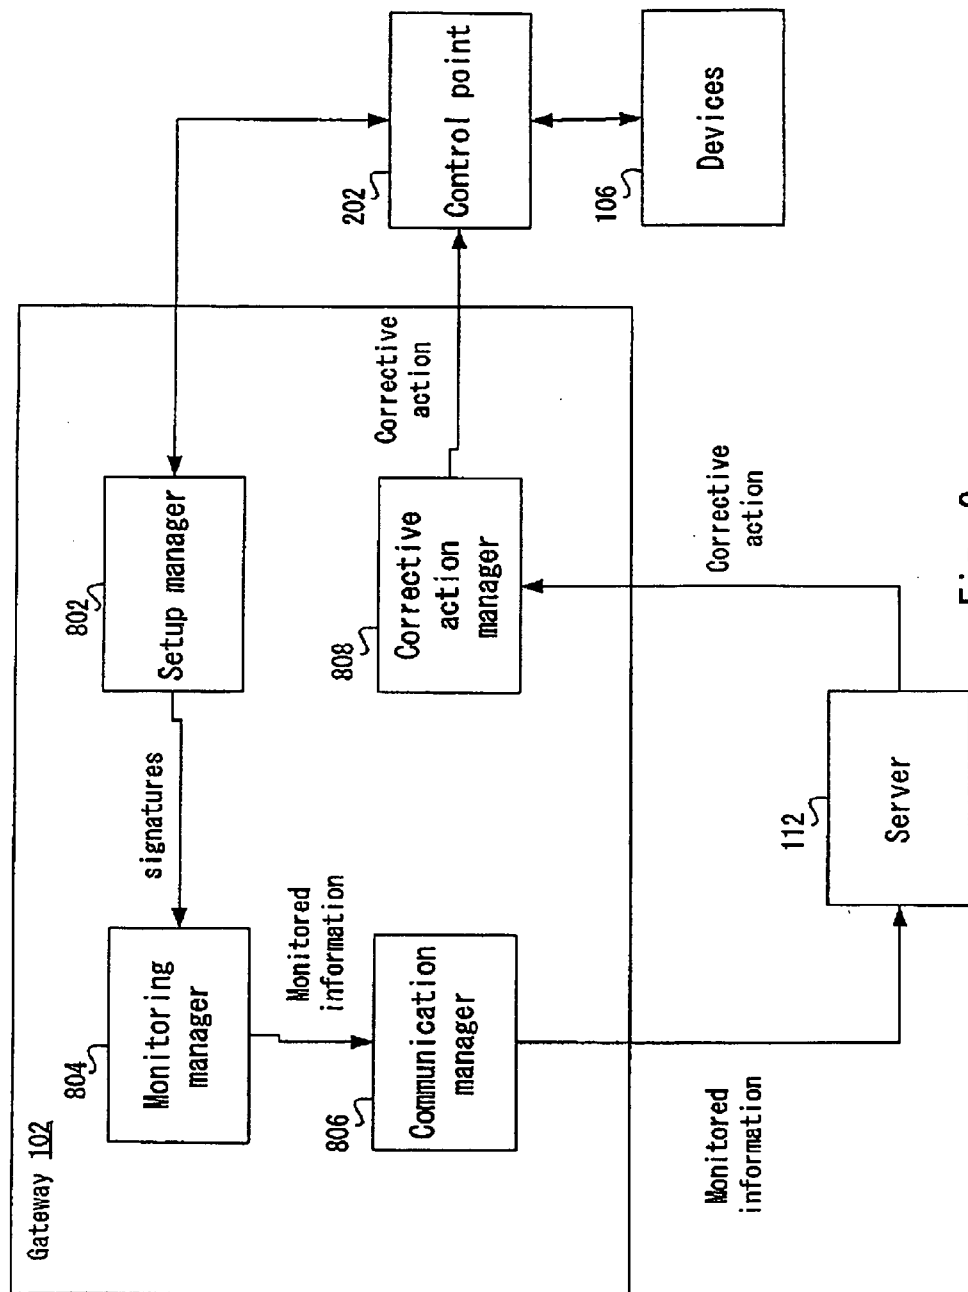 Gateway 102
804
Monitoring
manager
signatures
802
Setup manager
Monitored
information
806
Communication
manager
808
Corrective
action
manager
Corrective
action
202
Control point
106
Devices
Monitored
information
112
Server
Corrective
action